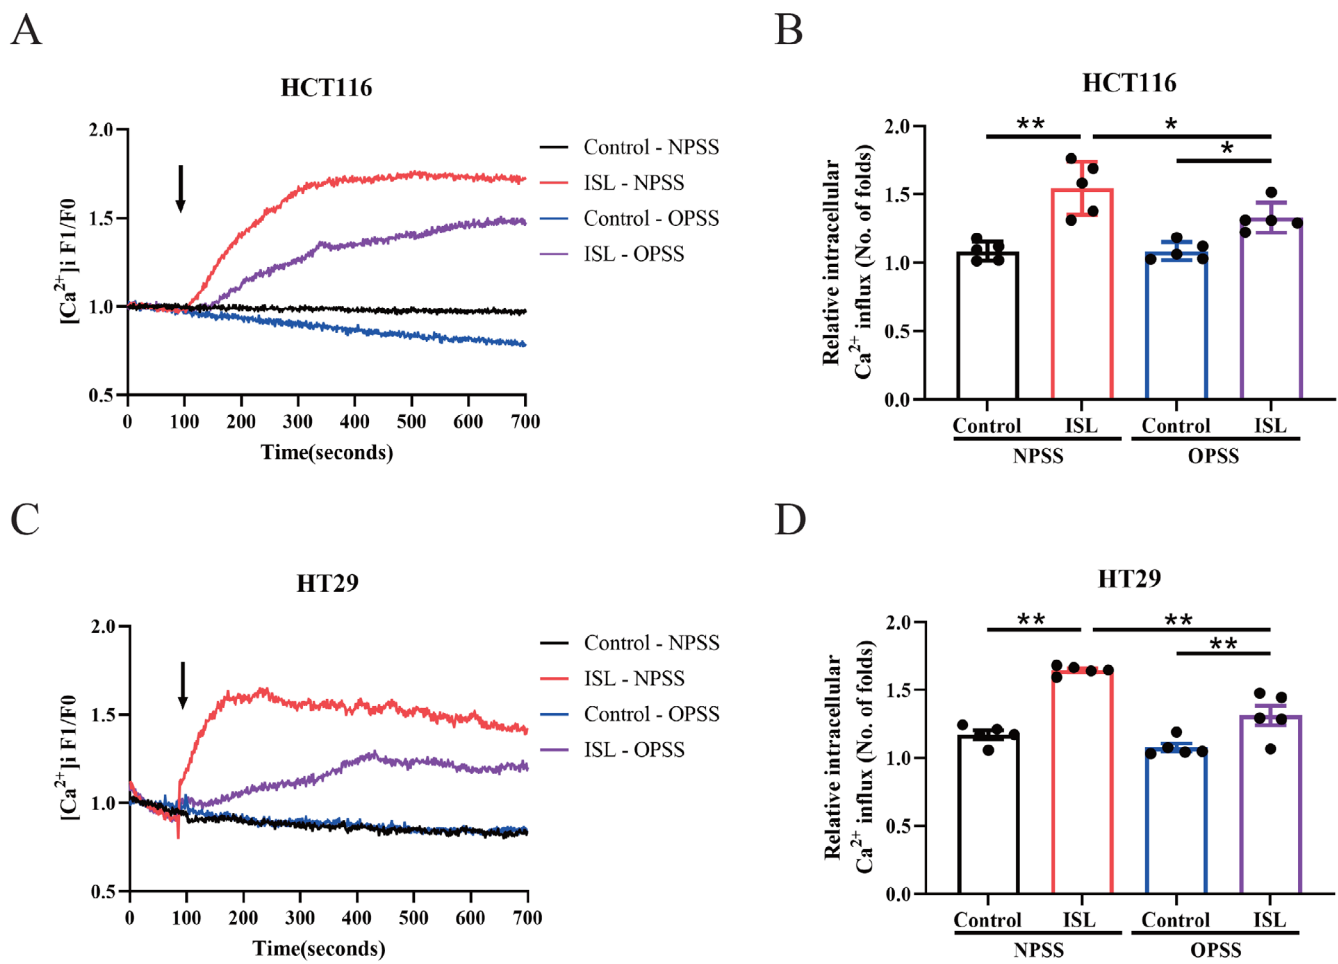 A
HCT116
[Ca²⁺]i F1/F0
2.0
1.5
1.0
0.5
0 100 200 300 400 500 600 700
Time(seconds)
Control - NPSS
ISL - NPSS
Control - OPSS
ISL - OPSS
B
HCT116
Relative intracellular
Ca²⁺ influx (No. of folds)
2.0
1.5
1.0
0.5
0.0
** *
*
Control ISL Control ISL
NPSS OPSS
C
HT29
[Ca²⁺]i F1/F0
2.0
1.5
1.0
0.5
0 100 200 300 400 500 600 700
Time(seconds)
Control - NPSS
ISL - NPSS
Control - OPSS
ISL - OPSS
D
HT29
Relative intracellular
Ca²⁺ influx (No. of folds)
2.0
1.5
1.0
0.5
0.0
** **
**
Control ISL Control ISL
NPSS OPSS